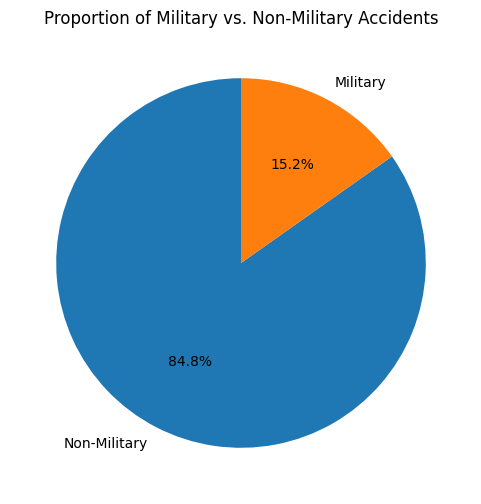 Proportion of Military vs. Non-Military Accidents
Military
15.2%
84.8%
Non-Military